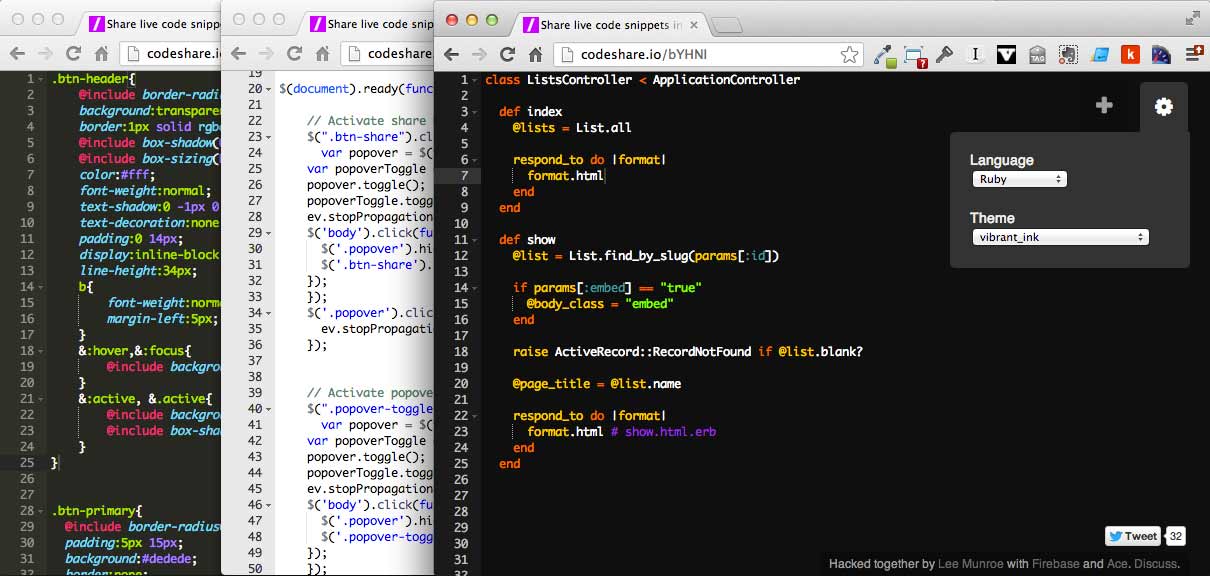 Share live code snippe
codeshare.i
1 .btn-header{
2 @include border-radi
3 background:transpare
4 border:1px solid rgb
5 @include box-shadow(
6 @include box-sizing(
7 color:#fff;
8 font-weight:normal;
9 text-shadow:0 -1px 0
10 text-decoration:none
11 padding:0 14px;
12 display:inline-block
13 line-height:34px;
14 b{
15 font-weight:norm
16 margin-left:5px;
17 }
18 &:hover,&:focus{
19 @include backgro
20 }
21 &:active, &.active{
22 @include backgro
23 @include box-sha
24 }
25 }
26
27
28 .btn-primary{
29 @include border-radius
30 padding:5px 15px;
31 background:#dedede;
32 border:none;
Share live code snipp
codeshare
19
20 $(document).ready(func
21
22 // Activate share
23 $(".btn-share").cl
24 var popover = $(
25 var popoverToggle
26 popover.toggle();
27 popoverToggle.togg
28 ev.stopPropagation
29 $('body').click(fu
30 $('.popover').hi
31 $('.btn-share').
32 });
33 });
34 $('.popover').clic
35 ev.stopPropagati
36 });
37
38
39 // Activate popove
40 $(".popover-toggle
41 var popover = $(
42 var popoverToggle
43 popover.toggle();
44 popoverToggle.togg
45 ev.stopPropagation
46 $('body').click(fu
47 $('.popover').hi
48 $('.popover-togg
49 });
50 });
Share live code snippets in
codeshare.io/bYHNI
7
I
V
TAG
k
1 class ListsController < ApplicationController
2
3 def index
4 @lists = List.all
5
6 respond_to do |format|
7 format.html
8 end
9 end
10
11 def show
12 @list = List.find_by_slug(params[:id])
13
14 if params[:embed] == "true"
15 @body_class = "embed"
16 end
17
18 raise ActiveRecord::RecordNotFound if @list.blank?
19
20 @page_title = @list.name
21
22 respond_to do |format|
23 format.html # show.html.erb
24 end
25 end
26
27
28
29
30
31
32
Language
Ruby
Theme
vibrant_ink
Tweet 32
Hacked together by Lee Munroe with Firebase and Ace. Discuss.